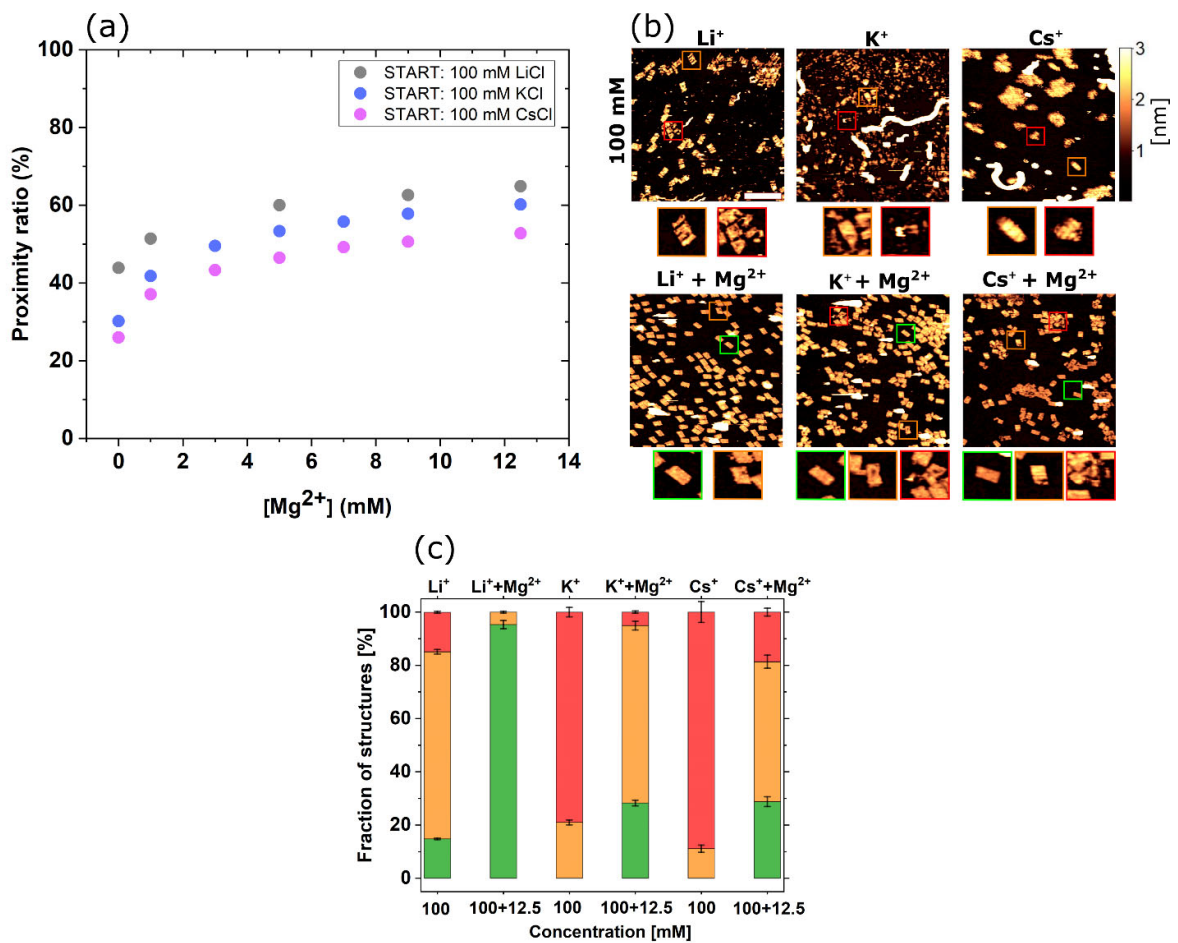 (a)
100
80
60
40
20
0
Proximity ratio (%)
START: 100 mM LiCl
START: 100 mM KCl
START: 100 mM CsCl
0 2 4 6 8 10 12 14
[Mg²⁺] (mM)
(b)
Li⁺ K⁺ Cs⁺
100 mM
3
2
1
[nm]
Li⁺ + Mg²⁺ K⁺ + Mg²⁺ Cs⁺ + Mg²⁺
(c)
Li⁺ Li⁺+Mg²⁺ K⁺ K⁺+Mg²⁺ Cs⁺ Cs⁺+Mg²⁺
100
80
60
40
20
0
Fraction of structures [%]
100 100+12.5 100 100+12.5 100 100+12.5
Concentration [mM]